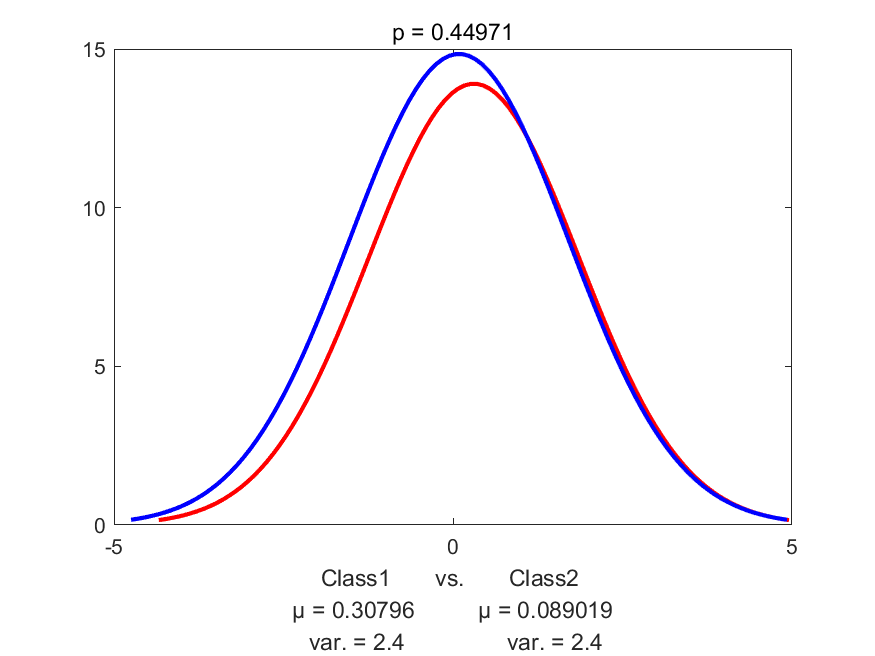 p = 0.44971
15
10
5
0
-5 0 5
Class1 vs. Class2
μ = 0.30796 μ = 0.089019
var. = 2.4 var. = 2.4